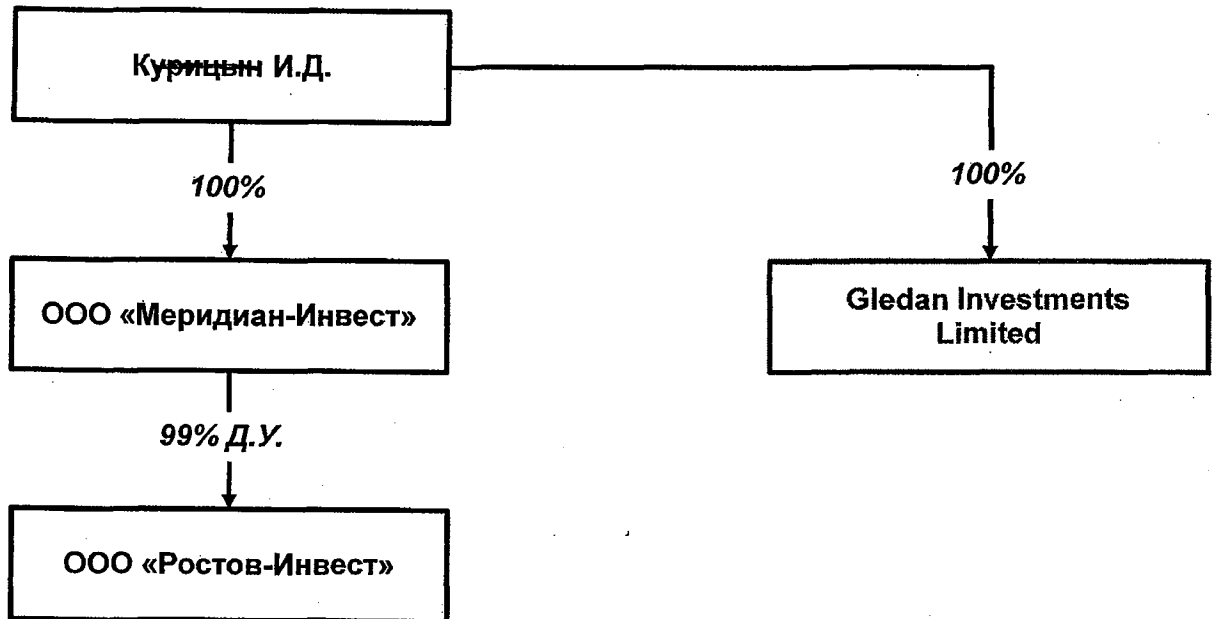 Курицын И.Д.
100%
100%
ООО «Меридиан-Инвест»
Gledan Investments
Limited
99% Д.У.
ООО «Ростов-Инвест»